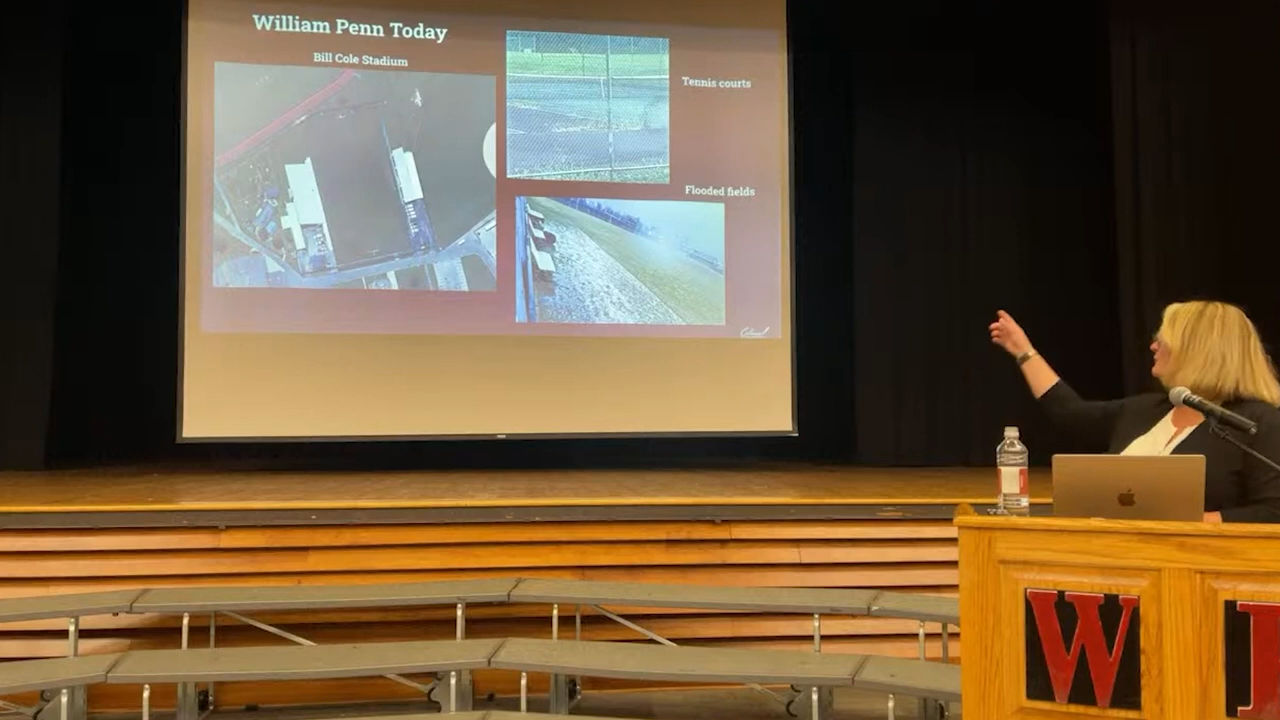 William Penn Today
Bill Cole Stadium
Tennis courts
Flooded fields
W